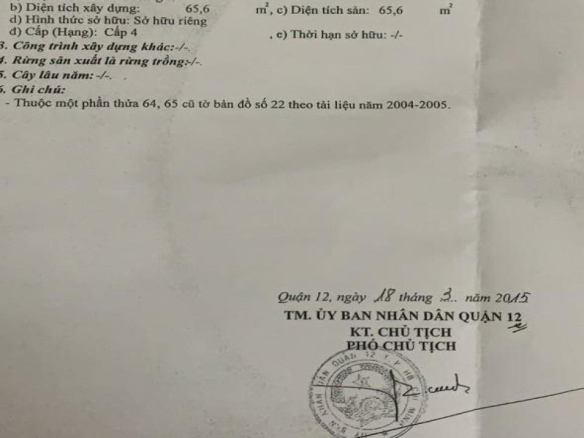 b) Diện tích xây dựng: 65,6 m², c) Diện tích sàn: 65,6 m²
d) Hình thức sở hữu: Sở hữu riêng , e) Thời hạn sở hữu: -/-
đ) Cấp (Hạng): Cấp 4
3. Công trình xây dựng khác:-/-.
4. Rừng sản xuất là rừng trồng:-/-.
5. Cây lâu năm: -/-.
6. Ghi chú:
- Thuộc một phần thửa 64, 65 cũ tờ bản đồ số 22 theo tài liệu năm 2004-2005.
Quận 12, ngày 18 tháng 3 năm 2015
TM. ỦY BAN NHÂN DÂN QUẬN 12
KT. CHỦ TỊCH
PHÓ CHỦ TỊCH